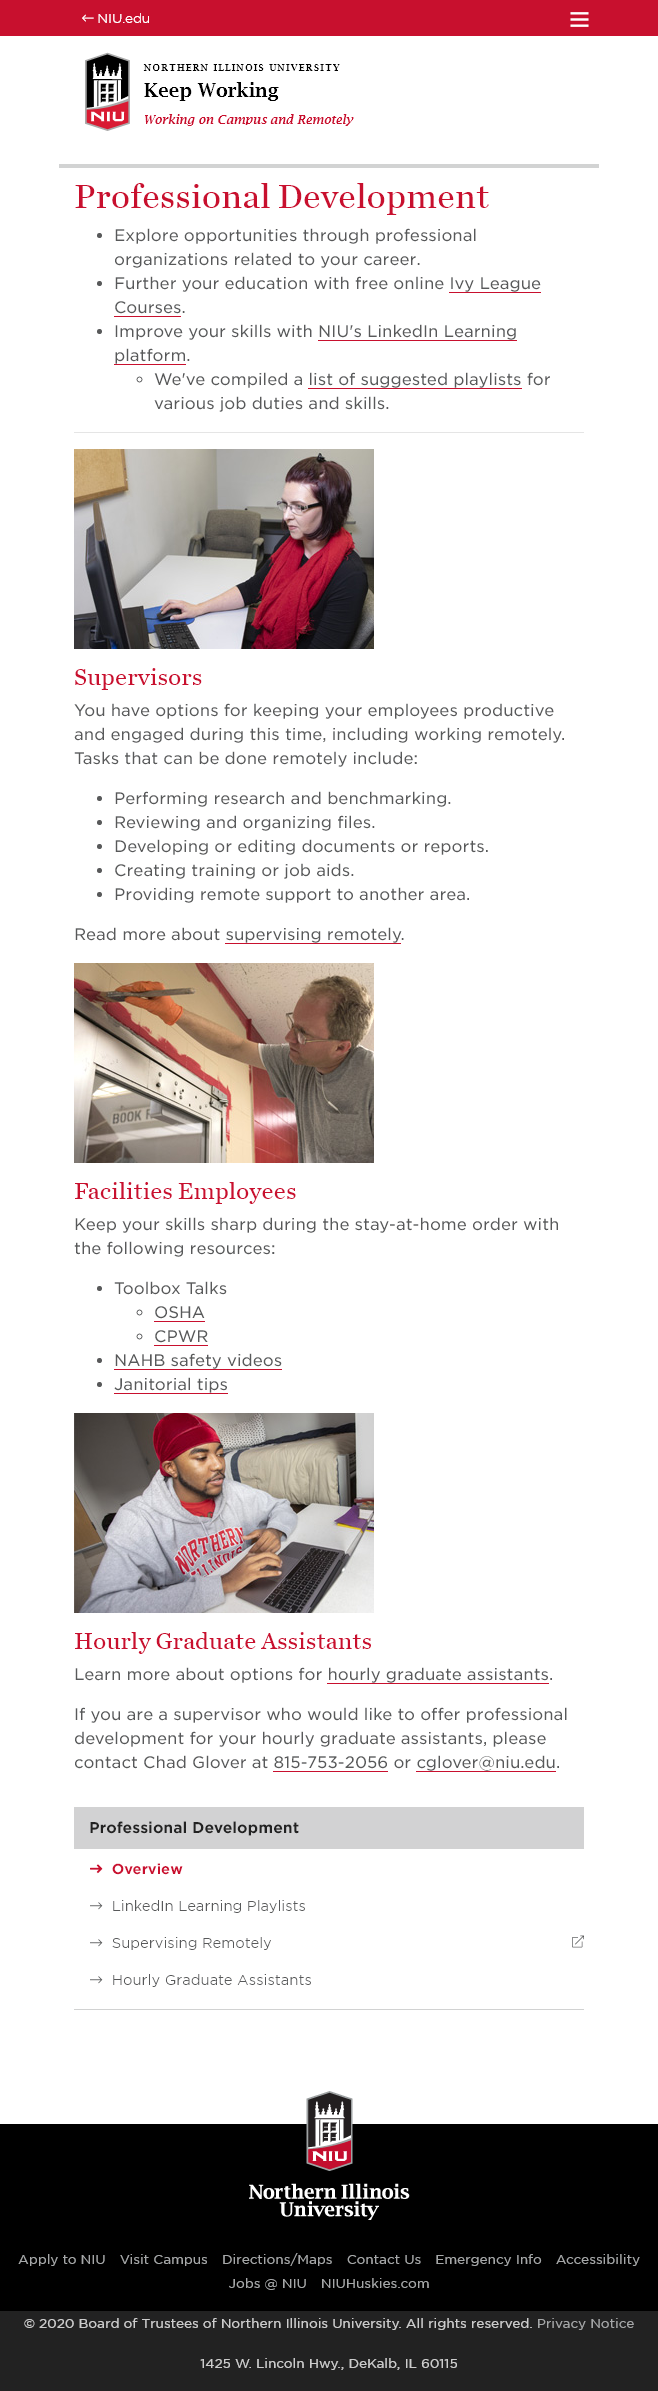 ← NIU.edu
NIU
NORTHERN ILLINOIS UNIVERSITY
Keep Working
Working on Campus and Remotely
Professional Development
• Explore opportunities through professional
organizations related to your career.
• Further your education with free online Ivy League
Courses.
• Improve your skills with NIU's LinkedIn Learning
platform.
◦ We've compiled a list of suggested playlists for
various job duties and skills.
Supervisors
You have options for keeping your employees productive
and engaged during this time, including working remotely.
Tasks that can be done remotely include:
• Performing research and benchmarking.
• Reviewing and organizing files.
• Developing or editing documents or reports.
• Creating training or job aids.
• Providing remote support to another area.
Read more about supervising remotely.
BOOK
Facilities Employees
Keep your skills sharp during the stay-at-home order with
the following resources:
• Toolbox Talks
◦ OSHA
◦ CPWR
• NAHB safety videos
• Janitorial tips
NORTHERN
ILLINOIS
Hourly Graduate Assistants
Learn more about options for hourly graduate assistants.
If you are a supervisor who would like to offer professional
development for your hourly graduate assistants, please
contact Chad Glover at 815-753-2056 or cglover@niu.edu.
Professional Development
→ Overview
→ LinkedIn Learning Playlists
→ Supervising Remotely
→ Hourly Graduate Assistants
NIU
Northern Illinois
University
Apply to NIU Visit Campus Directions/Maps Contact Us Emergency Info Accessibility
Jobs @ NIU NIUHuskies.com
© 2020 Board of Trustees of Northern Illinois University. All rights reserved. Privacy Notice
1425 W. Lincoln Hwy., DeKalb, IL 60115